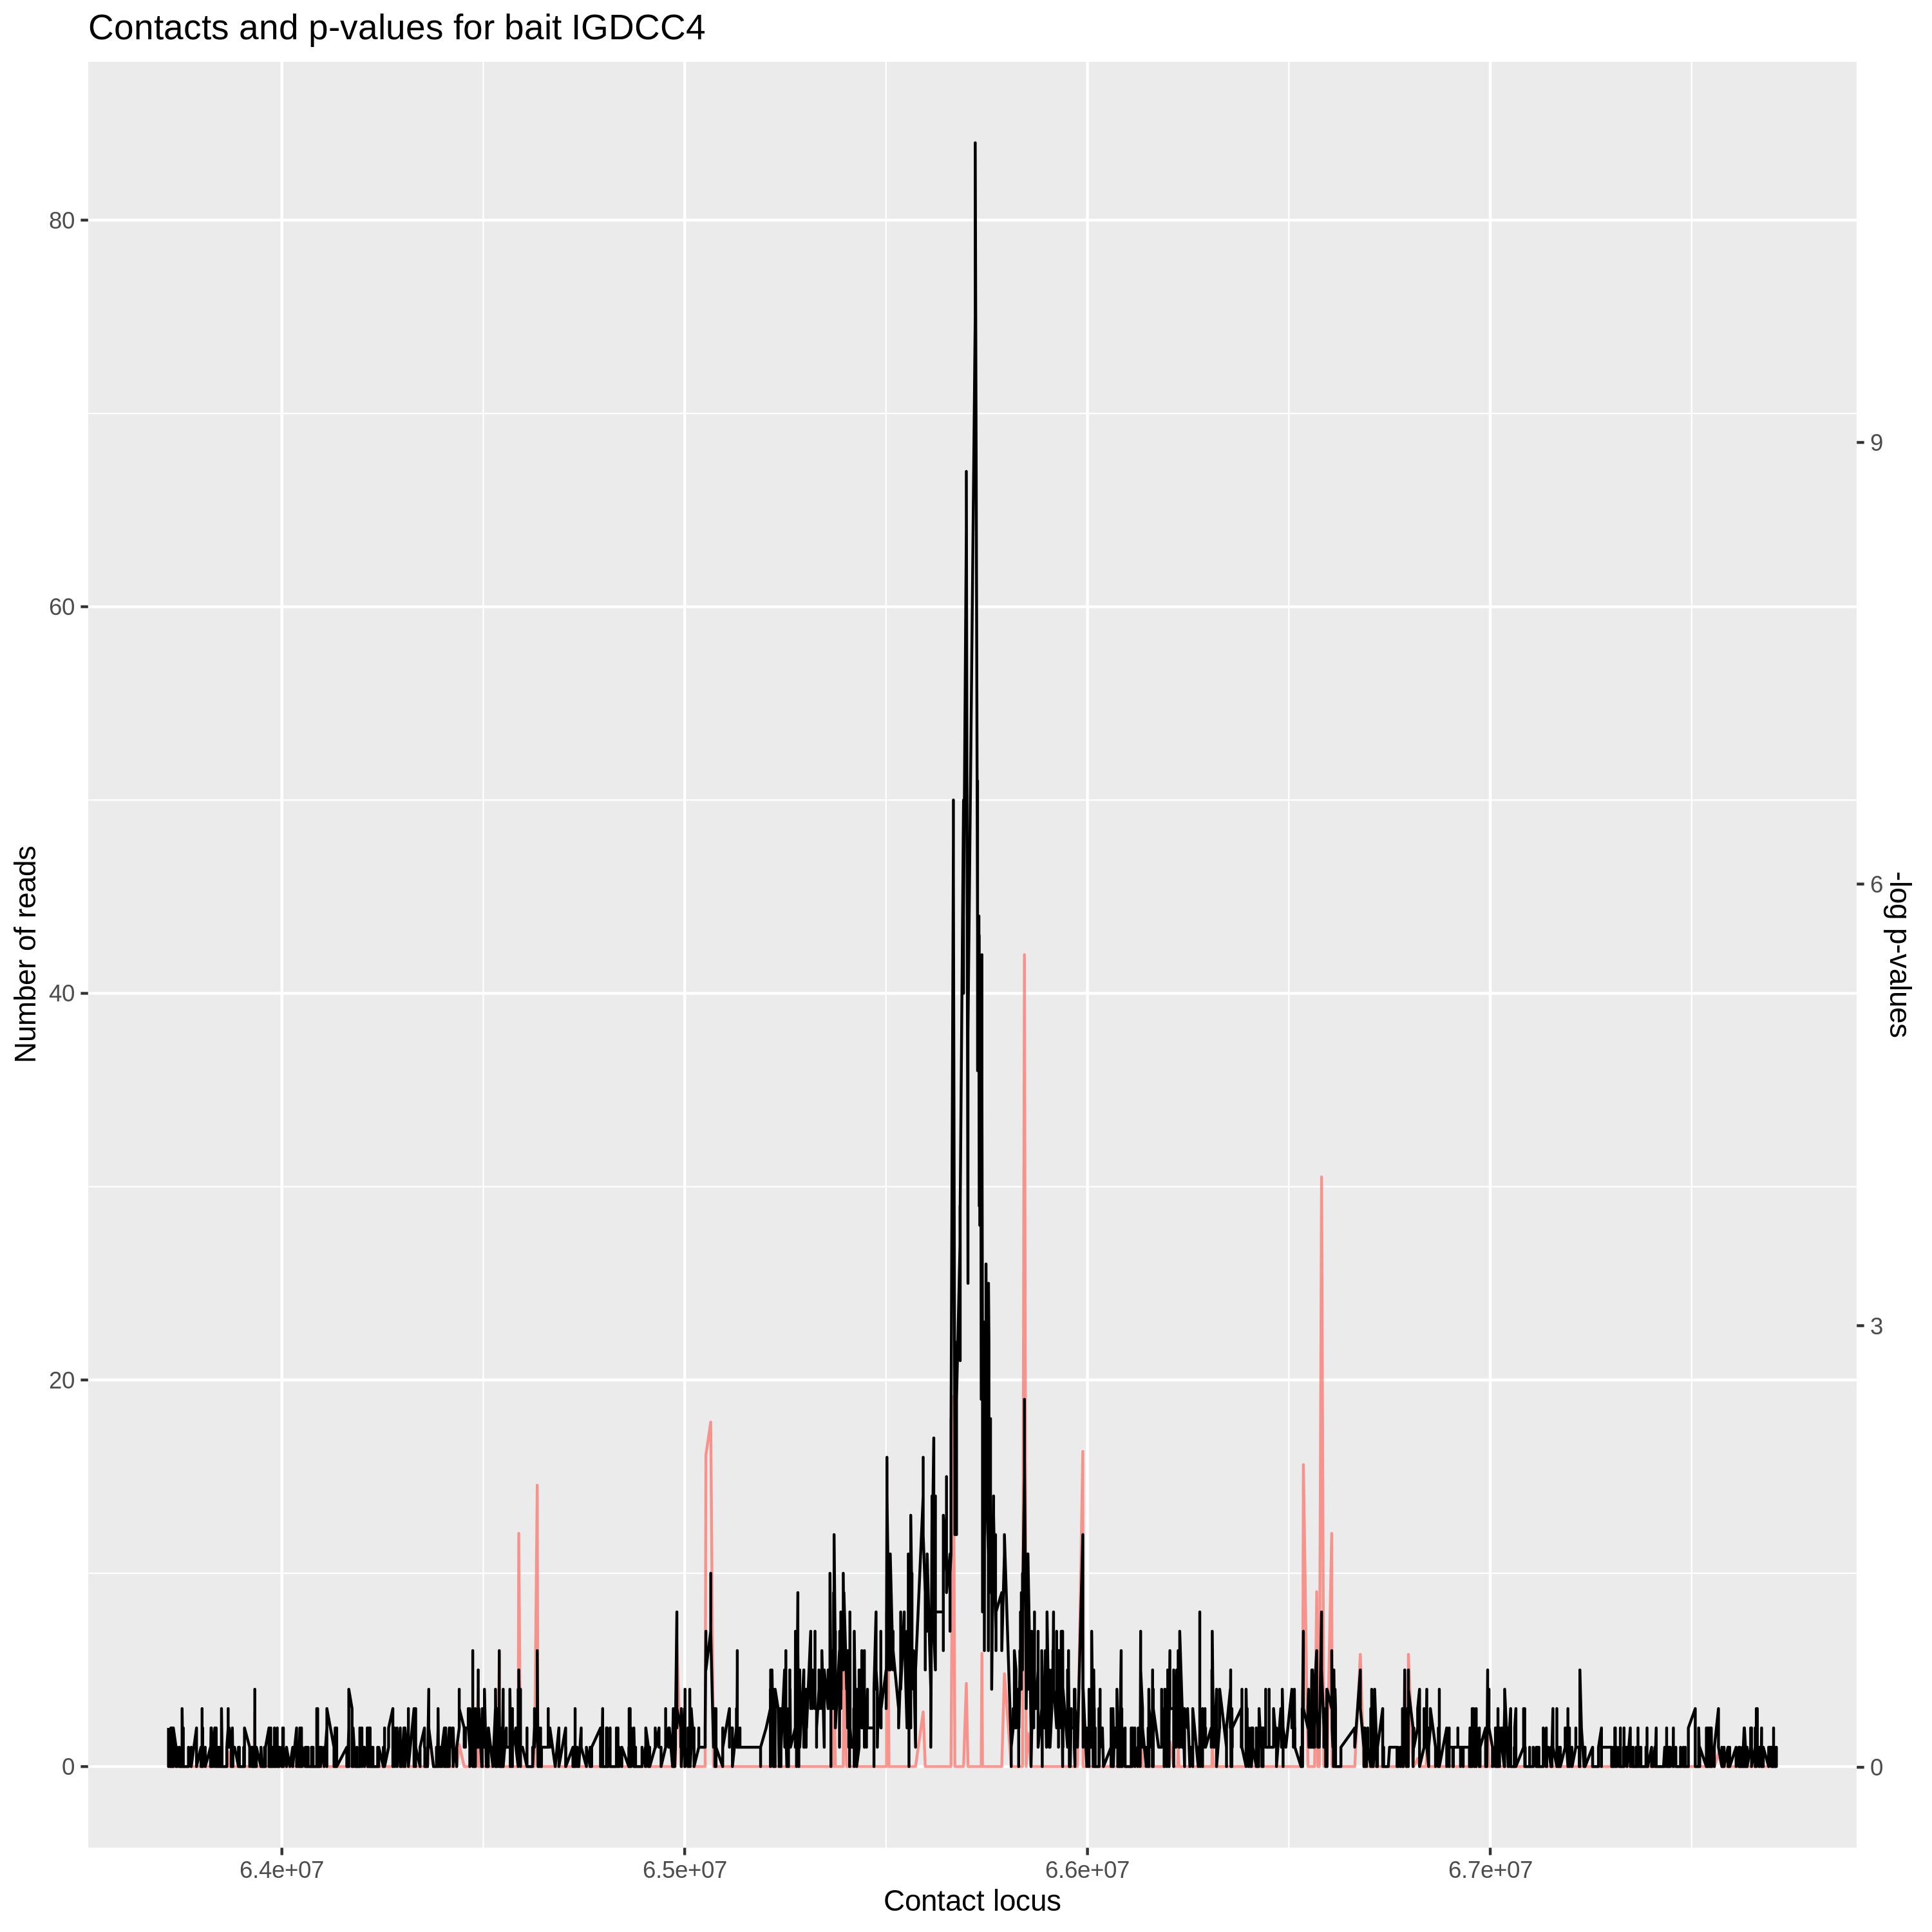 Contacts and p-values for bait IGDCC4
80
60
40
20
0
Number of reads
9
6
3
0
-log p-values
6.4e+07
6.5e+07
6.6e+07
6.7e+07
Contact locus